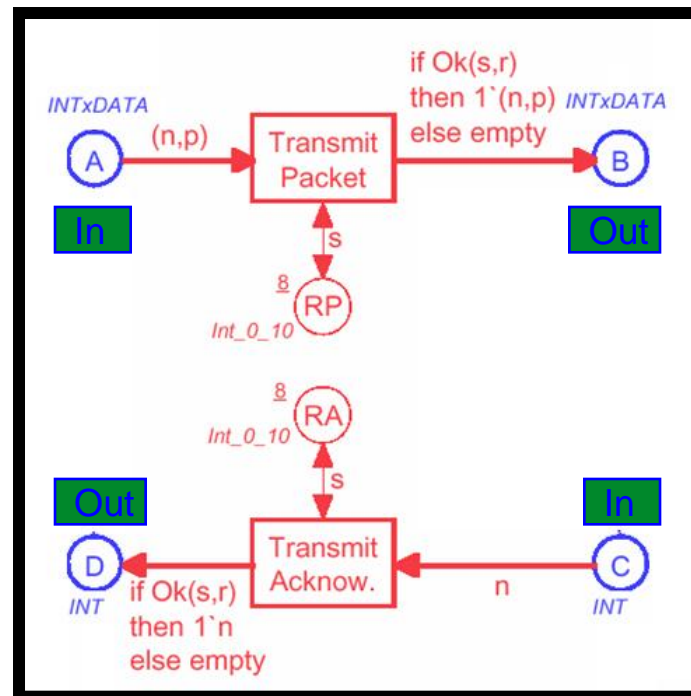 if Ok(s,r)
then 1`(n,p)
else empty
INTxDATA
INTxDATA
(n,p)
A
Transmit
Packet
B
In
Out
s
8
RP
Int_0_10
8
RA
Int_0_10
s
Out
In
D
Transmit
Acknow.
C
n
INT
INT
if Ok(s,r)
then 1`n
else empty